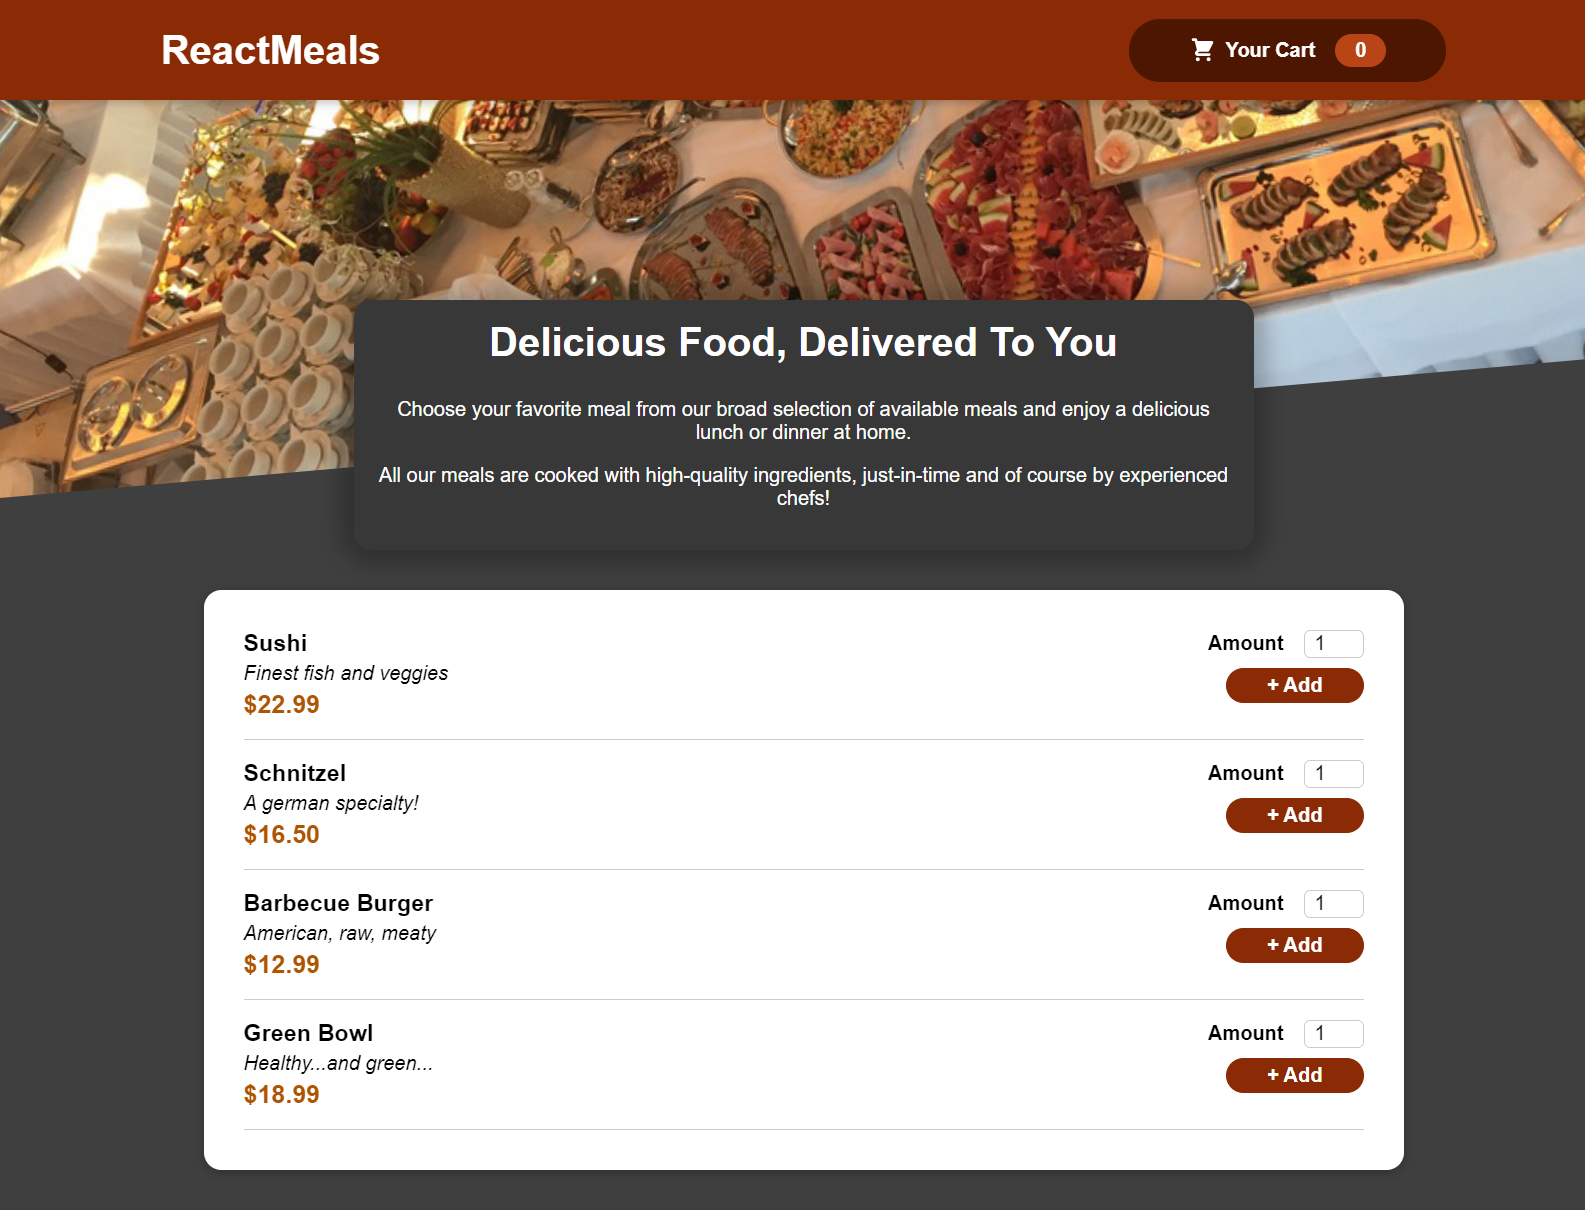 ReactMeals
Your Cart 0
Delicious Food, Delivered To You
Choose your favorite meal from our broad selection of available meals and enjoy a delicious
lunch or dinner at home.
All our meals are cooked with high-quality ingredients, just-in-time and of course by experienced
chefs!
Sushi
Finest fish and veggies
$22.99
Amount 1
+ Add
Schnitzel
A german specialty!
$16.50
Amount 1
+ Add
Barbecue Burger
American, raw, meaty
$12.99
Amount 1
+ Add
Green Bowl
Healthy...and green...
$18.99
Amount 1
+ Add